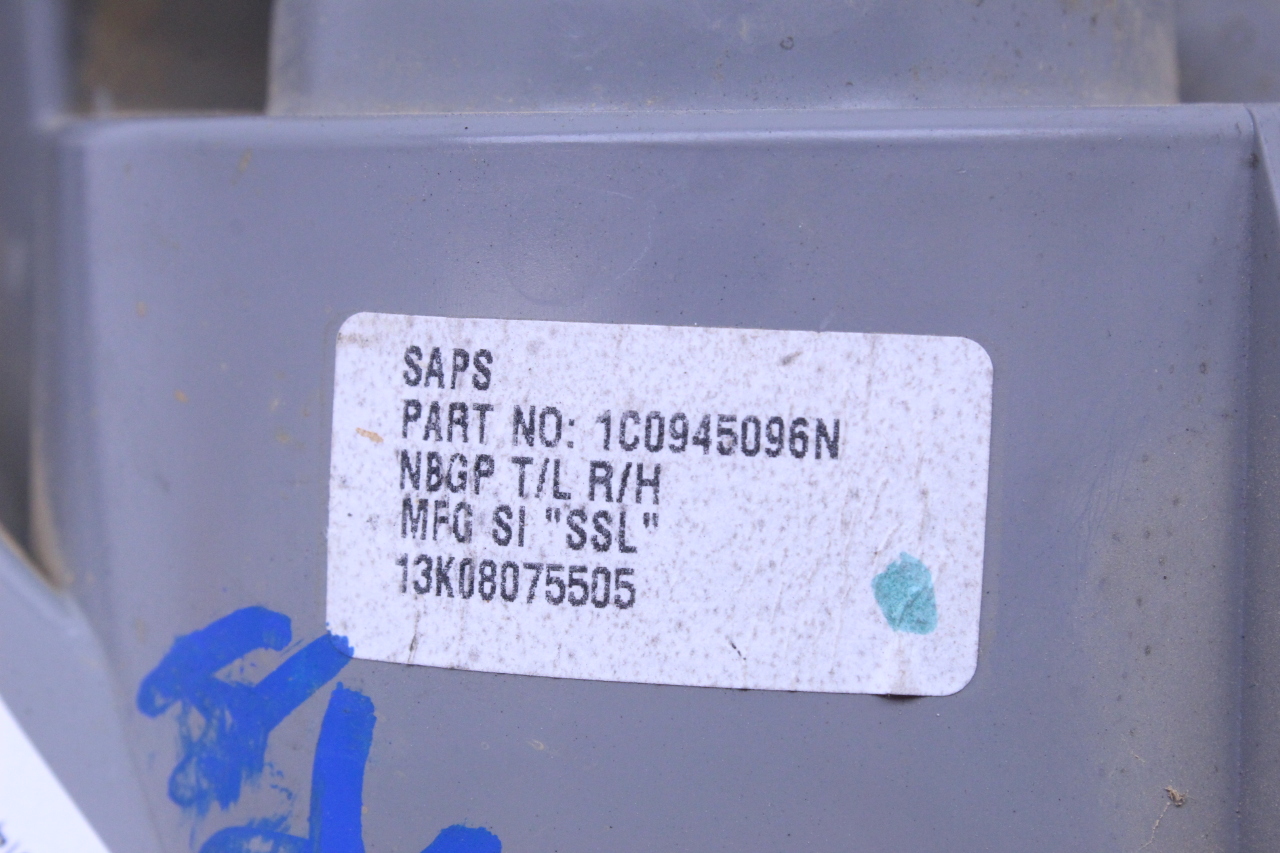 SAPS
PART NO: 1C0945096N
NBGP T/L R/H
MFG SI "SSL"
13K08075505